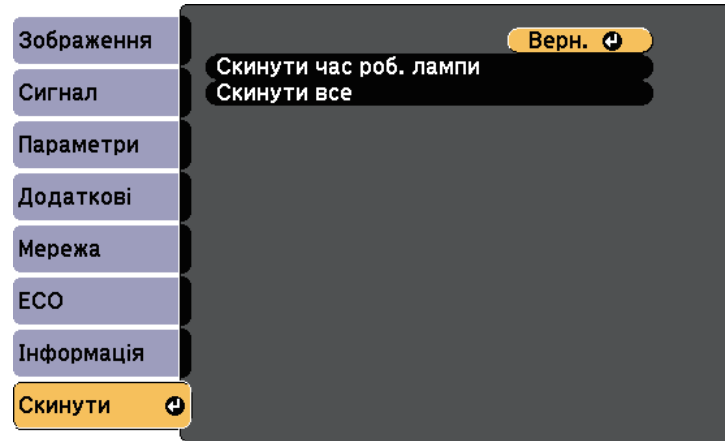 Зображення
Сигнал
Параметри
Додаткові
Мережа
ECO
Інформація
Скинути
Верн.
Скинути час роб. лампи
Скинути все